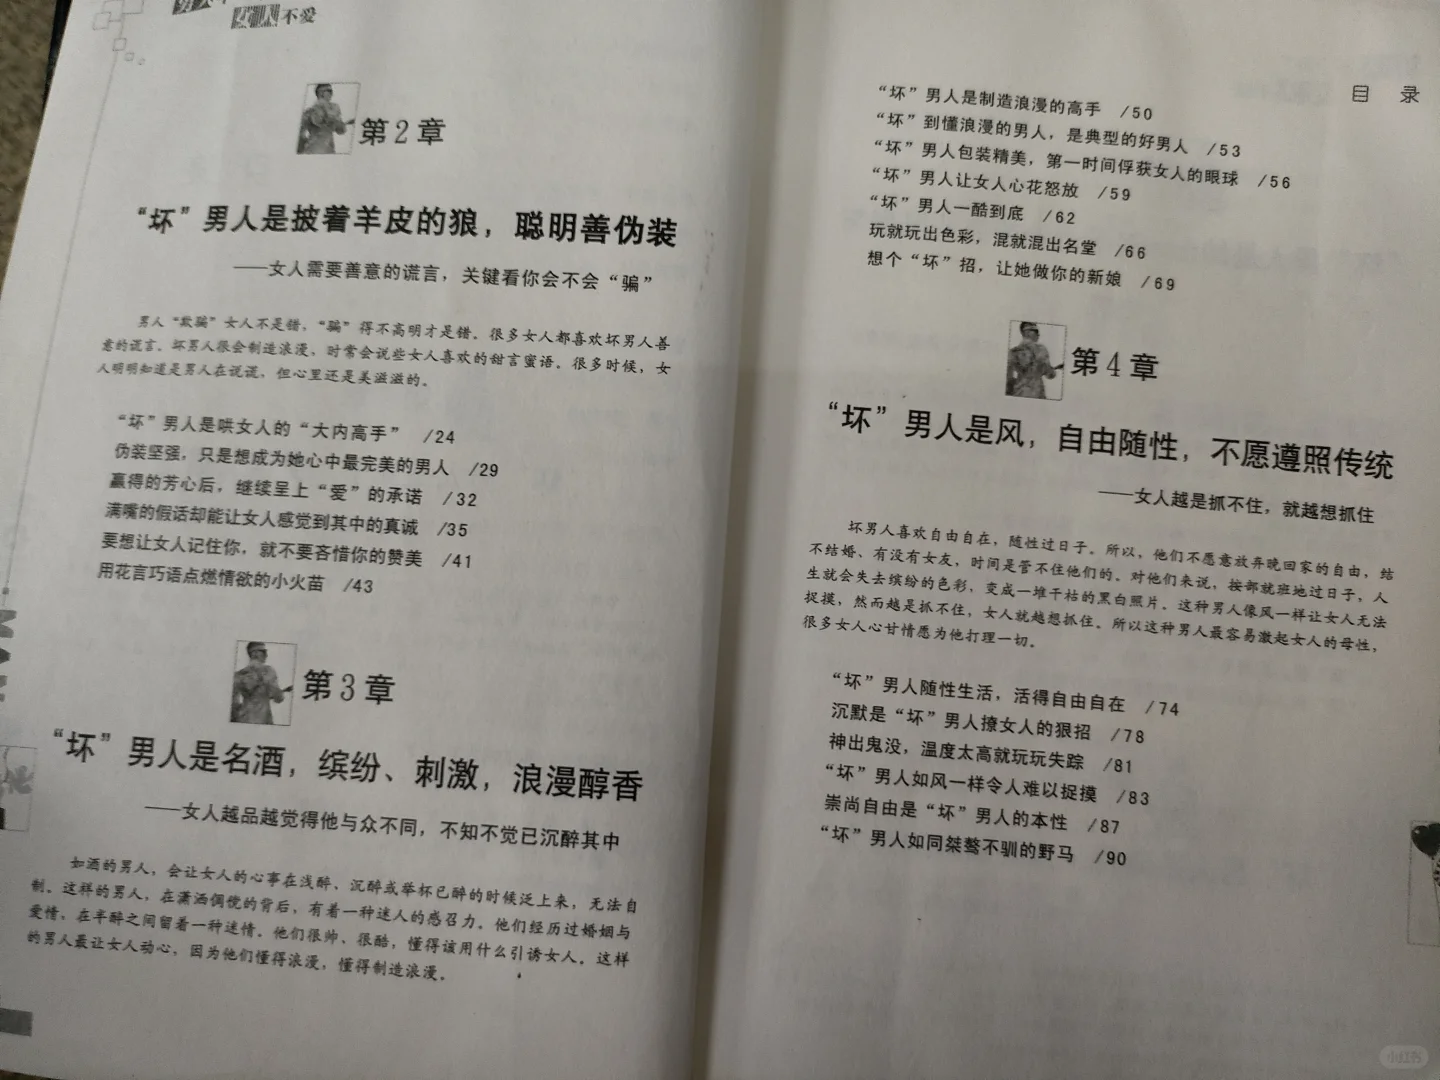 女人不爱
第2章
“坏”男人是披着羊皮的狼，聪明善伪装
——女人需要善意的谎言，关键看你会不会“骗”
男人“欺骗”女人不是错，“骗”得不高明才是错。很多女人都喜欢坏男人善
意的谎言。坏男人很会制造浪漫，时常会说些女人喜欢的甜言蜜语。很多时候，女
人明明知道是男人在说谎，但心里还是美滋滋的。
“坏”男人是哄女人的“大内高手” /24
伪装坚强，只是想成为她心中最完美的男人 /29
赢得的芳心后，继续呈上“爱”的承诺 /32
满嘴的假话却能让女人感觉到其中的真诚 /35
要想让女人记住你，就不要吝惜你的赞美 /41
用花言巧语点燃情欲的小火苗 /43
第3章
“坏”男人是名酒，缤纷、刺激，浪漫醇香
——女人越品越觉得他与众不同，不知不觉已沉醉其中
如酒的男人，会让女人的心事在浅醉、沉醉或举杯已醉的时候泛上来，无法自
制。这样的男人，在潇洒倜傥的背后，有着一种迷人的感召力。他们经历过婚姻与
爱情，在半醉之间留着一种迷情。他们很帅、很酷，懂得该用什么引诱女人。这样
的男人最让女人动心，因为他们懂得浪漫，懂得制造浪漫。
目 录
“坏”男人是制造浪漫的高手 /50
“坏”到懂浪漫的男人，是典型的好男人 /53
“坏”男人包装精美，第一时间俘获女人的眼球 /56
“坏”男人让女人心花怒放 /59
“坏”男人一酷到底 /62
玩就玩出色彩，混就混出名堂 /66
想个“坏”招，让她做你的新娘 /69
第4章
“坏”男人是风，自由随性，不愿遵照传统
——女人越是抓不住，就越想抓住
坏男人喜欢自由自在，随性过日子。所以，他们不愿意放弃晚回家的自由，结
不结婚、有没有女友，时间是管不住他们的。对他们来说，按部就班地过日子，人
生就会失去缤纷的色彩，变成一堆干枯的黑白照片。这种男人像风一样让女人无法
捉摸，然而越是抓不住，女人就越想抓住。所以这种男人最容易激起女人的母性，
很多女人心甘情愿为他打理一切。
“坏”男人随性生活，活得自由自在 /74
沉默是“坏”男人撩女人的狠招 /78
神出鬼没，温度太高就玩玩失踪 /81
“坏”男人如风一样令人难以捉摸 /83
崇尚自由是“坏”男人的本性 /87
“坏”男人如同桀骜不驯的野马 /90
小红书